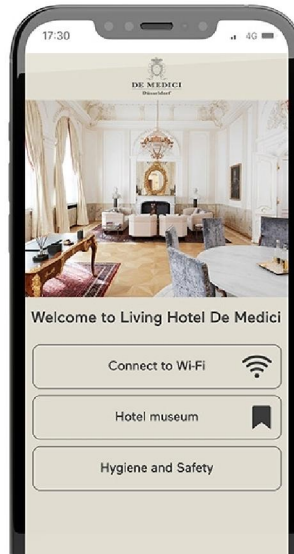 17:30
4G
DE MEDICI
Düsseldorf
Welcome to Living Hotel De Medici
Connect to Wi-Fi
Hotel museum
Hygiene and Safety